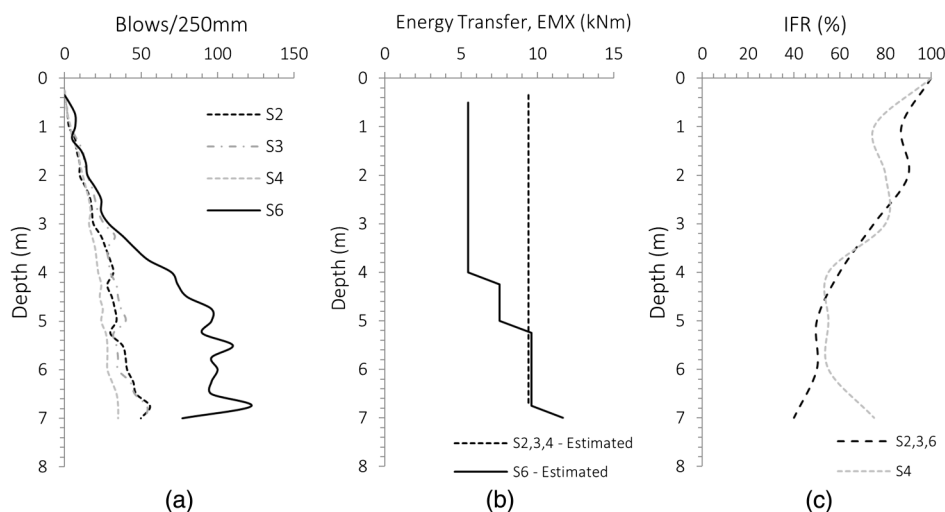 Blows/250mm
0 50 100 150
0
1
2
3
4
5
6
7
8
Depth (m)
S2
S3
S4
S6
(a)
Energy Transfer, EMX (kNm)
0 5 10 15
0
1
2
3
4
5
6
7
8
Depth (m)
S2,3,4 - Estimated
S6 - Estimated
(b)
IFR (%)
0 20 40 60 80 100
0
1
2
3
4
5
6
7
8
Depth (m)
S2,3,6
S4
(c)